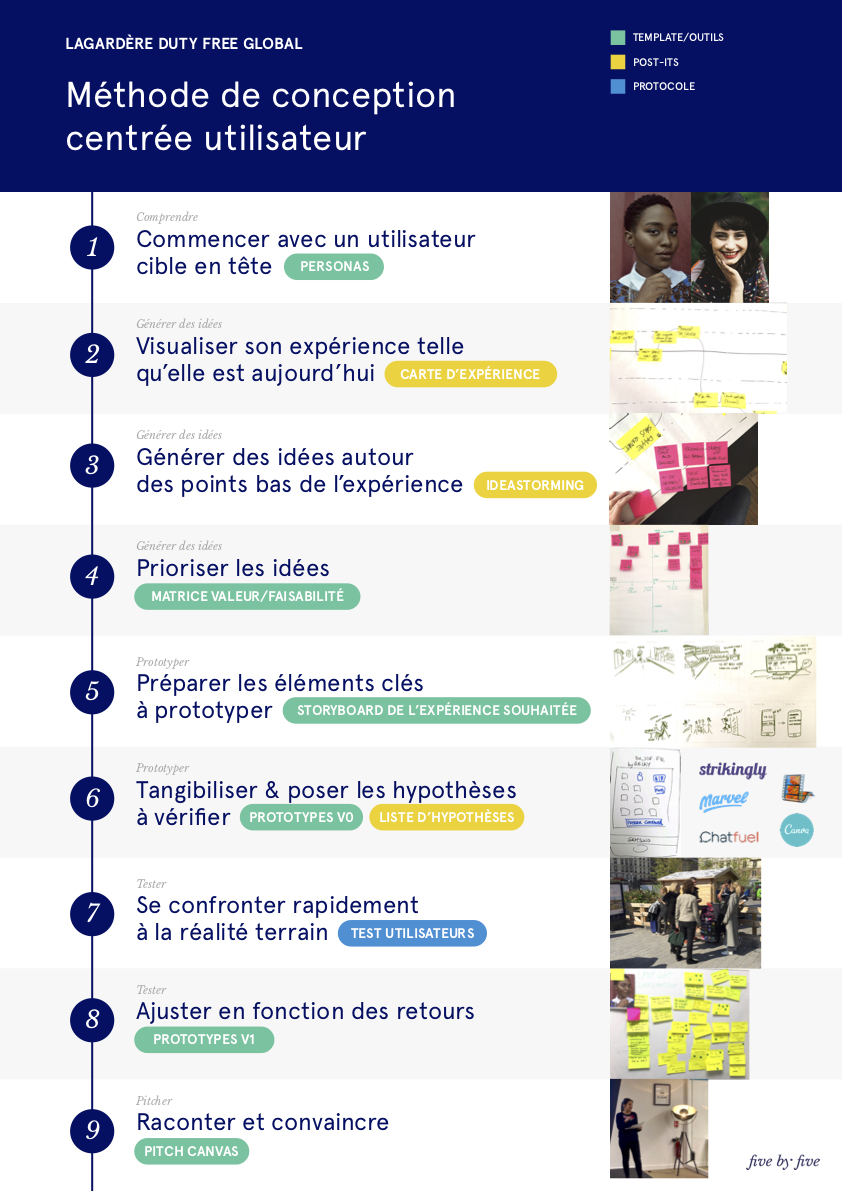 LAGARDÈRE DUTY FREE GLOBAL
Méthode de conception
centrée utilisateur
TEMPLATE/OUTILS
POST-ITS
PROTOCOLE
1
Comprendre
Commencer avec un utilisateur
cible en tête PERSONAS
2
Générer des idées
Visualiser son expérience telle
qu’elle est aujourd’hui CARTE D’EXPÉRIENCE
3
Générer des idées
Générer des idées autour
des points bas de l’expérience IDEASTORMING
4
Générer des idées
Prioriser les idées
MATRICE VALEUR/FAISABILITÉ
5
Prototyper
Préparer les éléments clés
à prototyper STORYBOARD DE L’EXPÉRIENCE SOUHAITÉE
6
Prototyper
Tangibiliser & poser les hypothèses
à vérifier PROTOTYPES V0 LISTE D’HYPOTHÈSES
strikingly
Marvel
Chatfuel
Canva
7
Tester
Se confronter rapidement
à la réalité terrain TEST UTILISATEURS
8
Tester
Ajuster en fonction des retours
PROTOTYPES V1
9
Pitcher
Raconter et convaincre
PITCH CANVAS
five by five